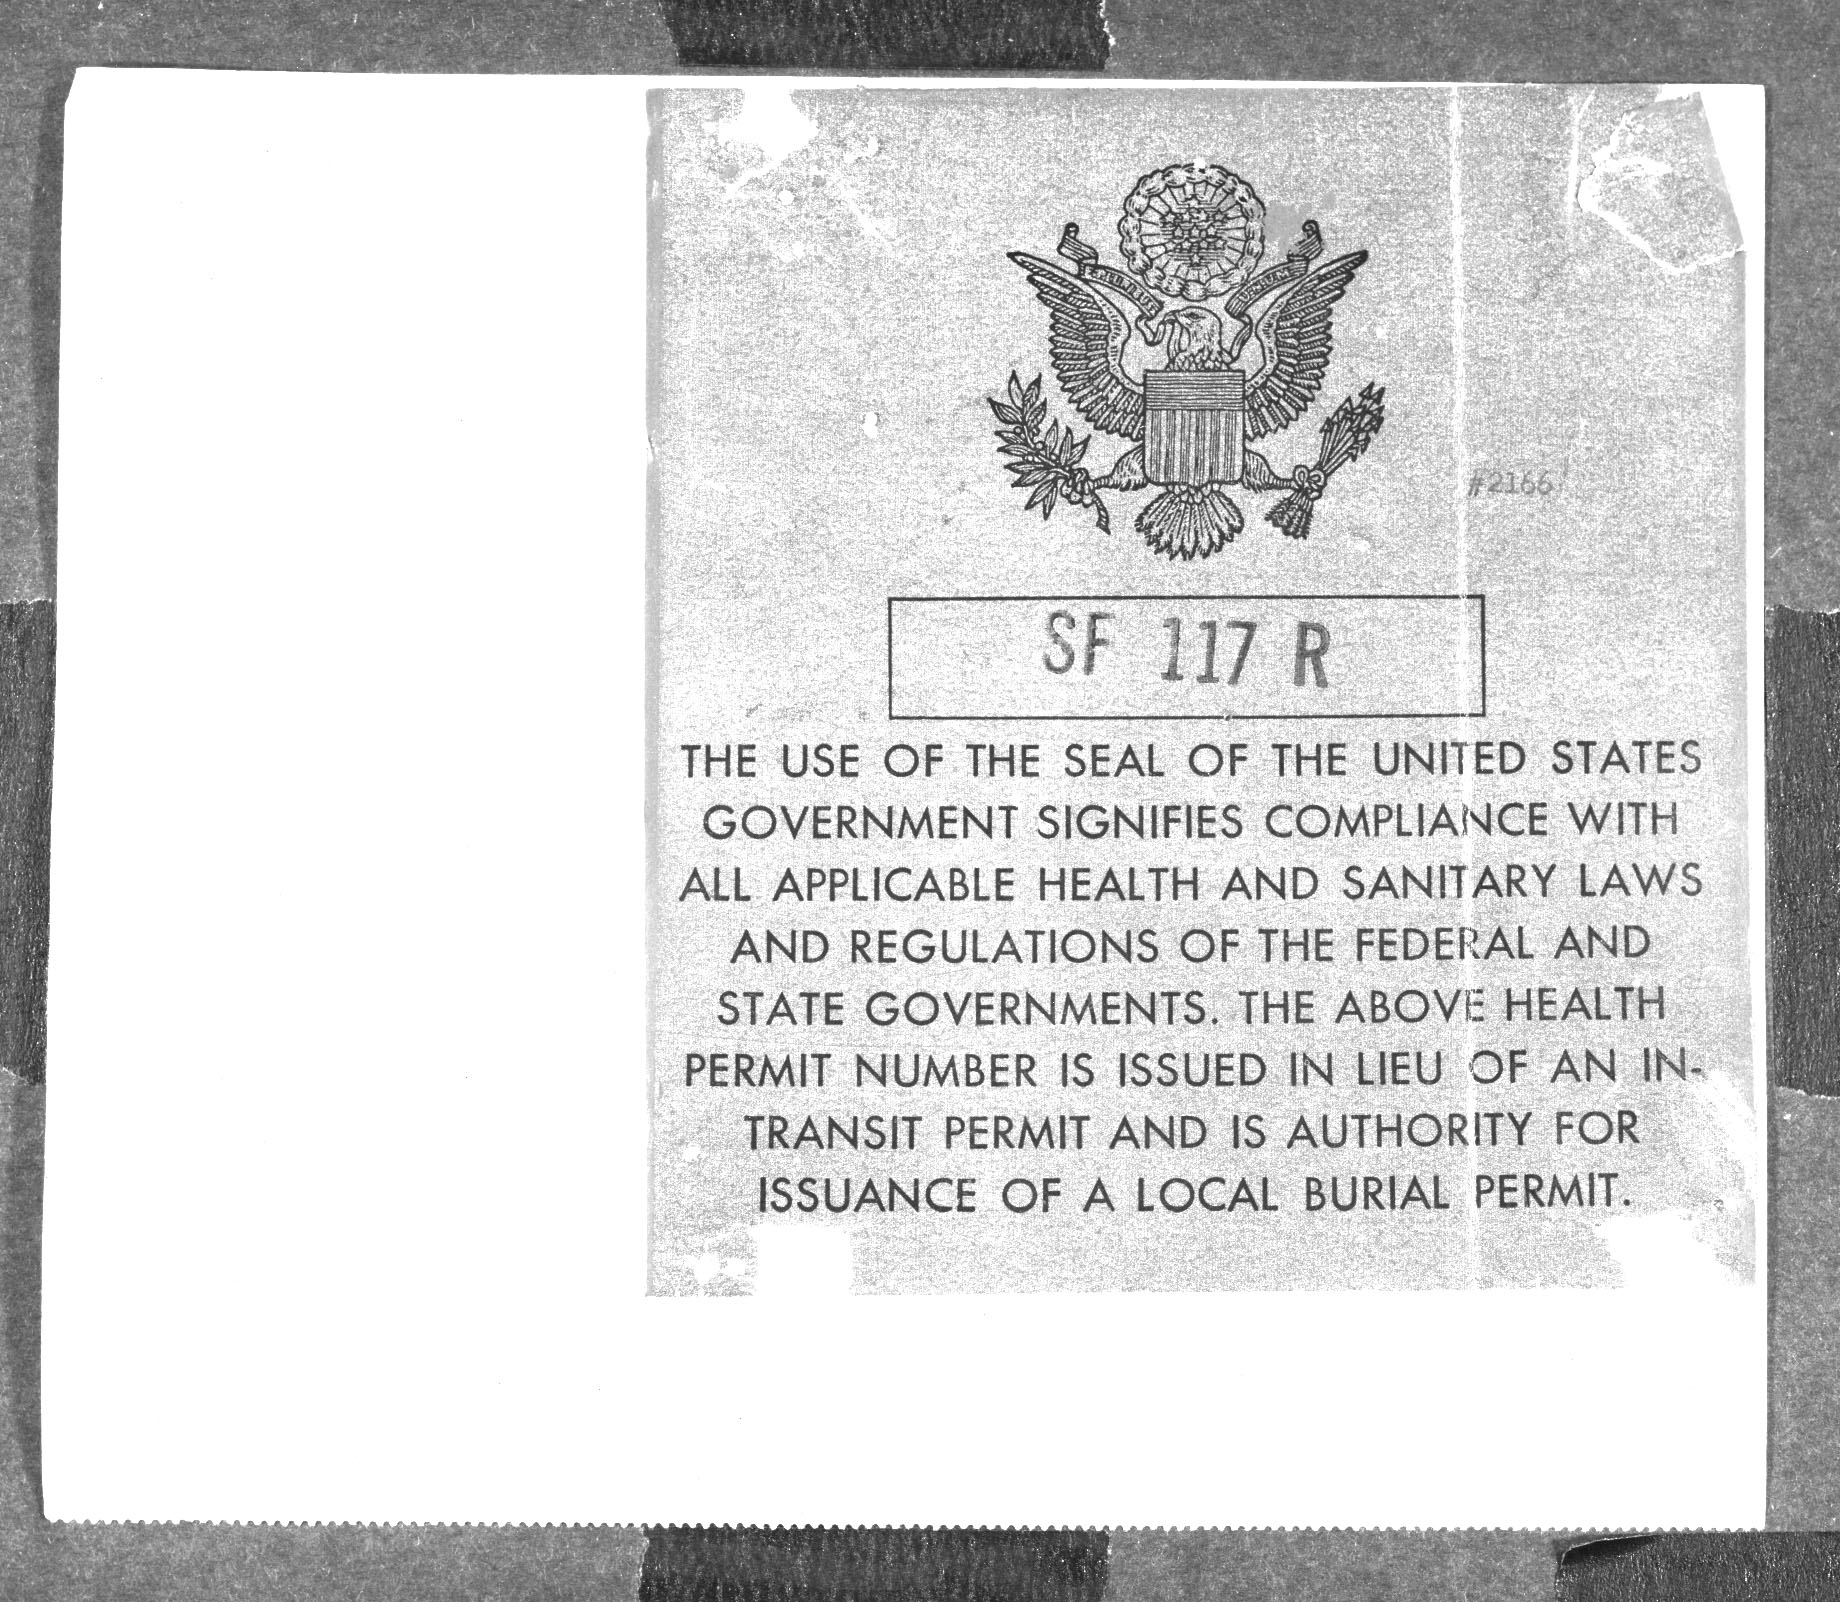 #2166
SF 117 R
THE USE OF THE SEAL OF THE UNITED STATES
GOVERNMENT SIGNIFIES COMPLIANCE WITH
ALL APPLICABLE HEALTH AND SANITARY LAWS
AND REGULATIONS OF THE FEDERAL AND
STATE GOVERNMENTS. THE ABOVE HEALTH
PERMIT NUMBER IS ISSUED IN LIEU OF AN IN-
TRANSIT PERMIT AND IS AUTHORITY FOR
ISSUANCE OF A LOCAL BURIAL PERMIT.